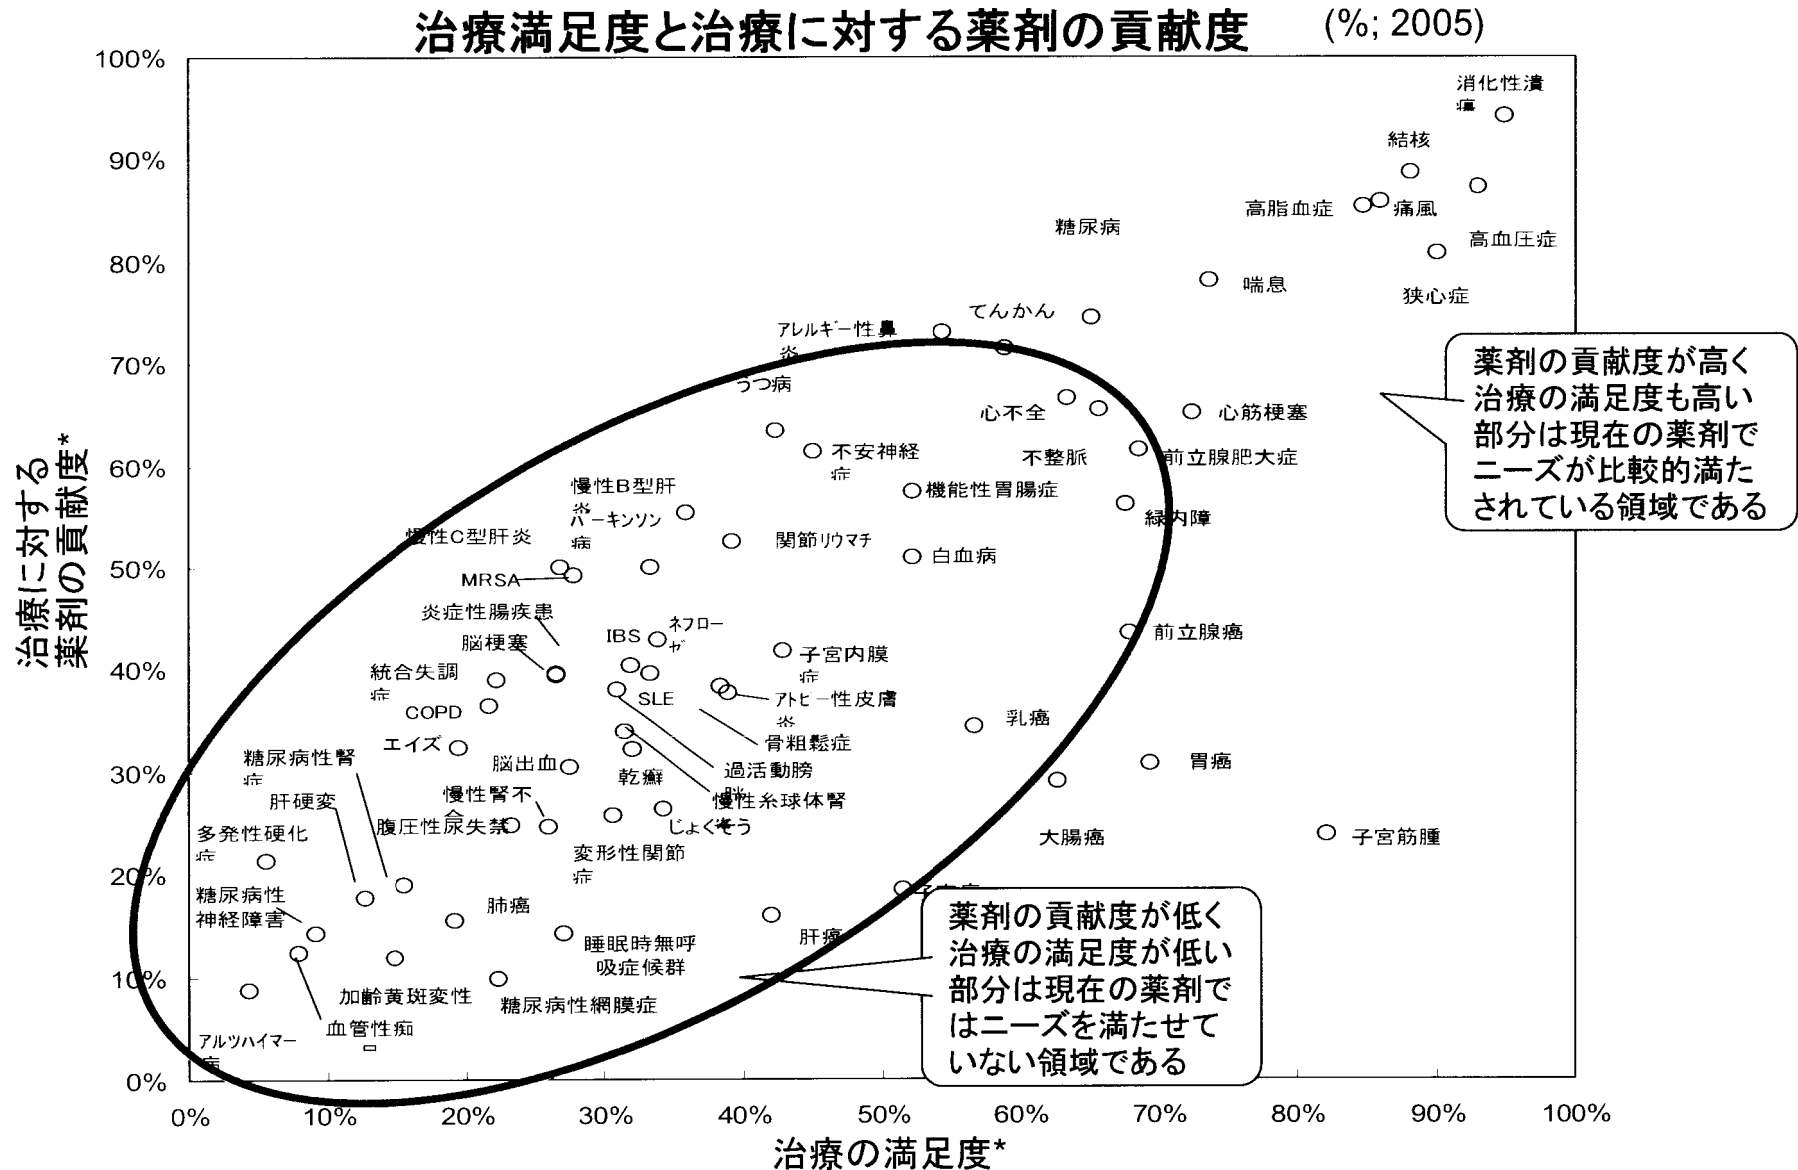 治療満足度と治療に対する薬剤の貢献度
(%; 2005)
100%
90%
80%
70%
60%
50%
40%
30%
20%
10%
0%
治療に対する
薬剤の貢献度*
消化性潰
瘍
結核
高脂血症
痛風
糖尿病
高血圧症
喘息
狭心症
てんかん
アレルギー性鼻
炎
うつ病
心不全
心筋梗塞
不安神経
症
不整脈
前立腺肥大症
慢性B型肝
炎
機能性胃腸症
パーキンソン
病
緑内障
慢性C型肝炎
関節リウマチ
白血病
MRSA
炎症性腸疾患
IBS
ネフロー
ゼ
脳梗塞
前立腺癌
子宮内膜
症
統合失調
症
SLE
アトピー性皮膚
炎
COPD
乳癌
エイズ
骨粗鬆症
糖尿病性腎
症
脳出血
乾癬
過活動膀
胱
胃癌
肝硬変
慢性腎不
全
慢性糸球体腎
炎
腹圧性尿失禁
じょくそう
多発性硬化
症
大腸癌
子宮筋腫
変形性関節
症
糖尿病性
神経障害
肺癌
肝癌
睡眠時無呼
吸症候群
加齢黄斑変性
糖尿病性網膜症
血管性痴
アルツハイマー
病
薬剤の貢献度が高く
治療の満足度も高い
部分は現在の薬剤で
ニーズが比較的満た
されている領域である
薬剤の貢献度が低く
治療の満足度が低い
部分は現在の薬剤で
はニーズを満たせて
いない領域である
0%
10%
20%
30%
40%
50%
60%
70%
80%
90%
100%
治療の満足度*